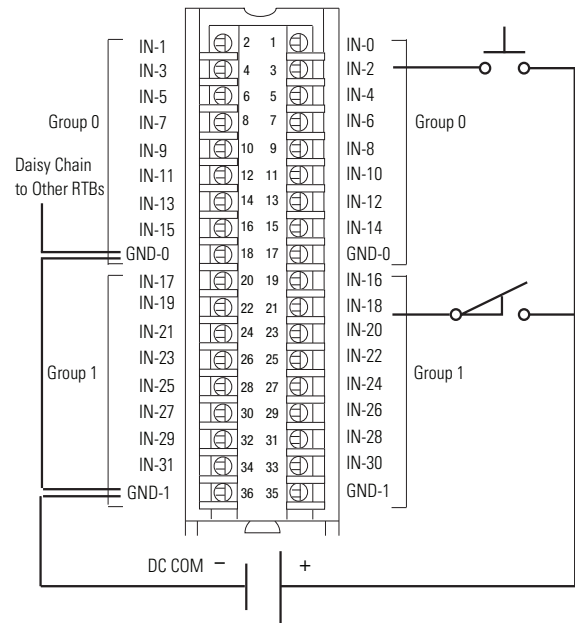 IN-1 2 1 IN-0
IN-3 4 3 IN-2
IN-5 6 5 IN-4
Group 0 IN-7 8 7 IN-6 Group 0
IN-9 10 9 IN-8
Daisy Chain
to Other RTBs
IN-11 12 11 IN-10
IN-13 14 13 IN-12
IN-15 16 15 IN-14
GND-0 18 17 GND-0
IN-17 20 19 IN-16
IN-19 22 21 IN-18
IN-21 24 23 IN-20
IN-23 26 25 IN-22
Group 1 IN-25 28 27 IN-24 Group 1
IN-27 30 29 IN-26
IN-29 32 31 IN-28
IN-31 34 33 IN-30
GND-1 36 35 GND-1
DC COM – +